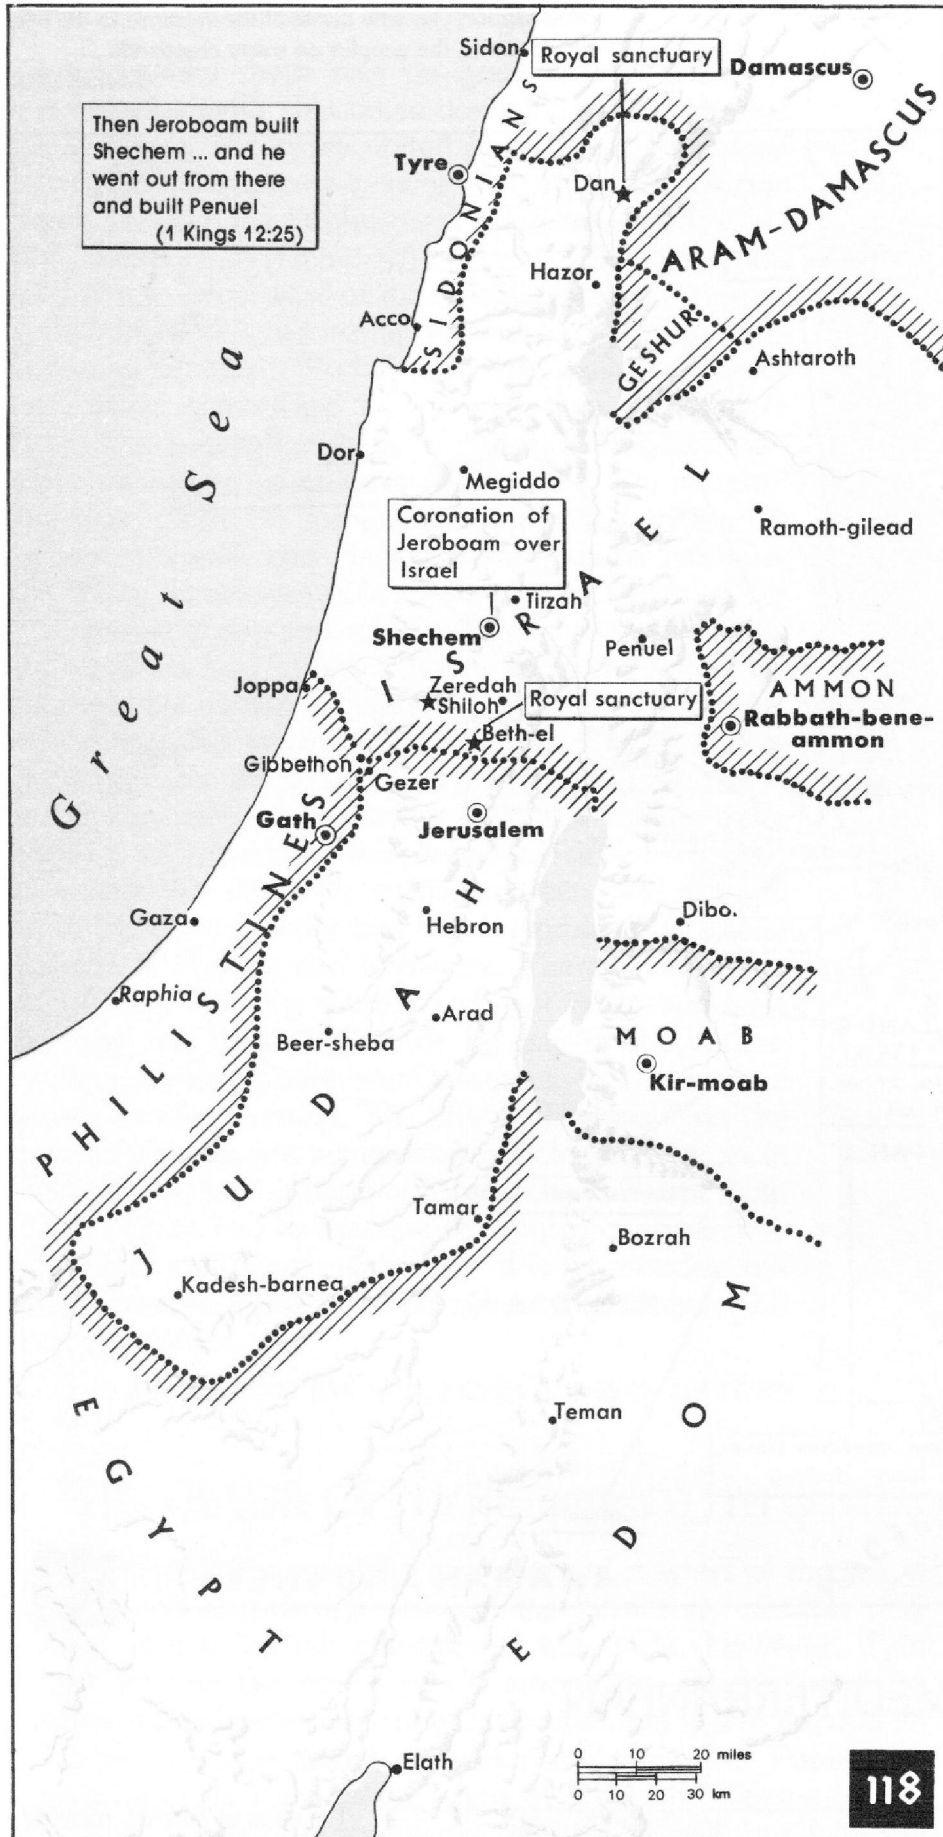 Sidon
Royal sanctuary
Damascus
Then Jeroboam built
Shechem ... and he
went out from there
and built Penuel
(1 Kings 12:25)
Tyre
SIDONIANS
Dan
ARAM-DAMASCUS
Hazor
Acco
GESHUR
Ashtaroth
Great Sea
Dor
Megiddo
Coronation of
Jeroboam over
Israel
Ramoth-gilead
ISRAEL
Tirzah
Shechem
Penuel
Joppa
Zeredah
Shiloh
Royal sanctuary
AMMON
Rabbath-bene-
ammon
Beth-el
Gibbethon
Gezer
Gath
Jerusalem
PHILISTINES
Gaza
Hebron
Dibo.
Raphia
Arad
Beer-sheba
MOAB
Kir-moab
JUDAH
Tamar
Bozrah
Kadesh-barnea
EDOM
Teman
EGYPT
Elath
0 10 20 miles
0 10 20 30 km
118